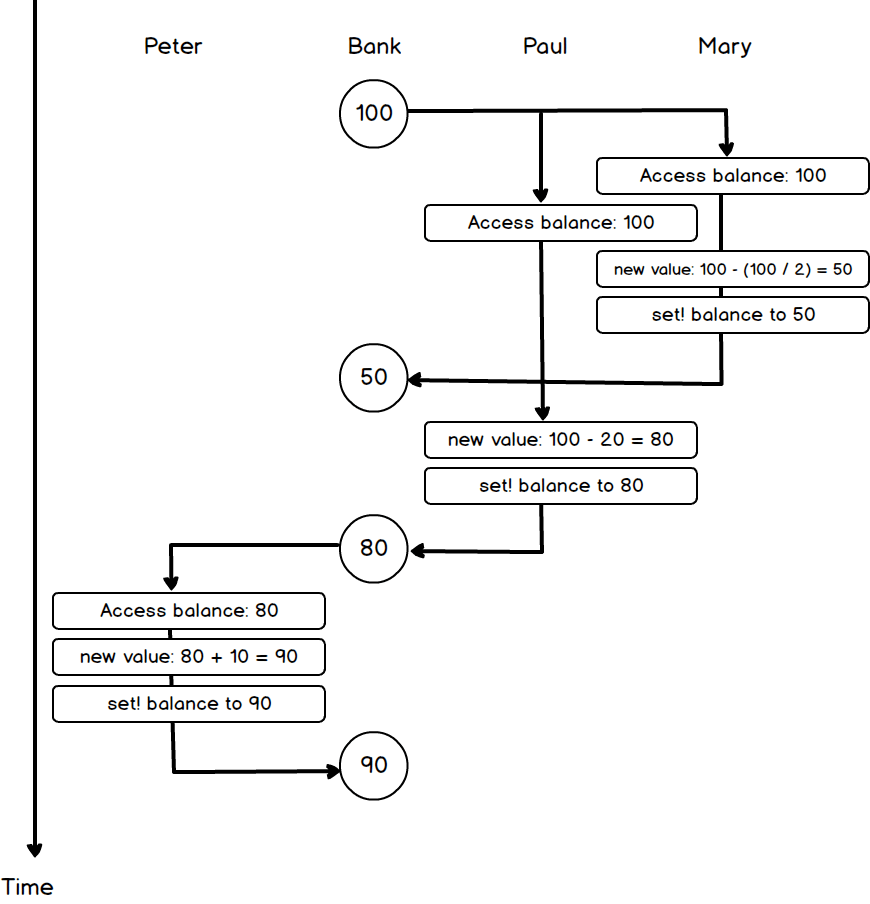 Peter Bank Paul Mary
100
Access balance: 100
Access balance: 100
new value: 100 - (100 / 2) = 50
set! balance to 50
50
new value: 100 - 20 = 80
set! balance to 80
80
Access balance: 80
new value: 80 + 10 = 90
set! balance to 90
90
Time